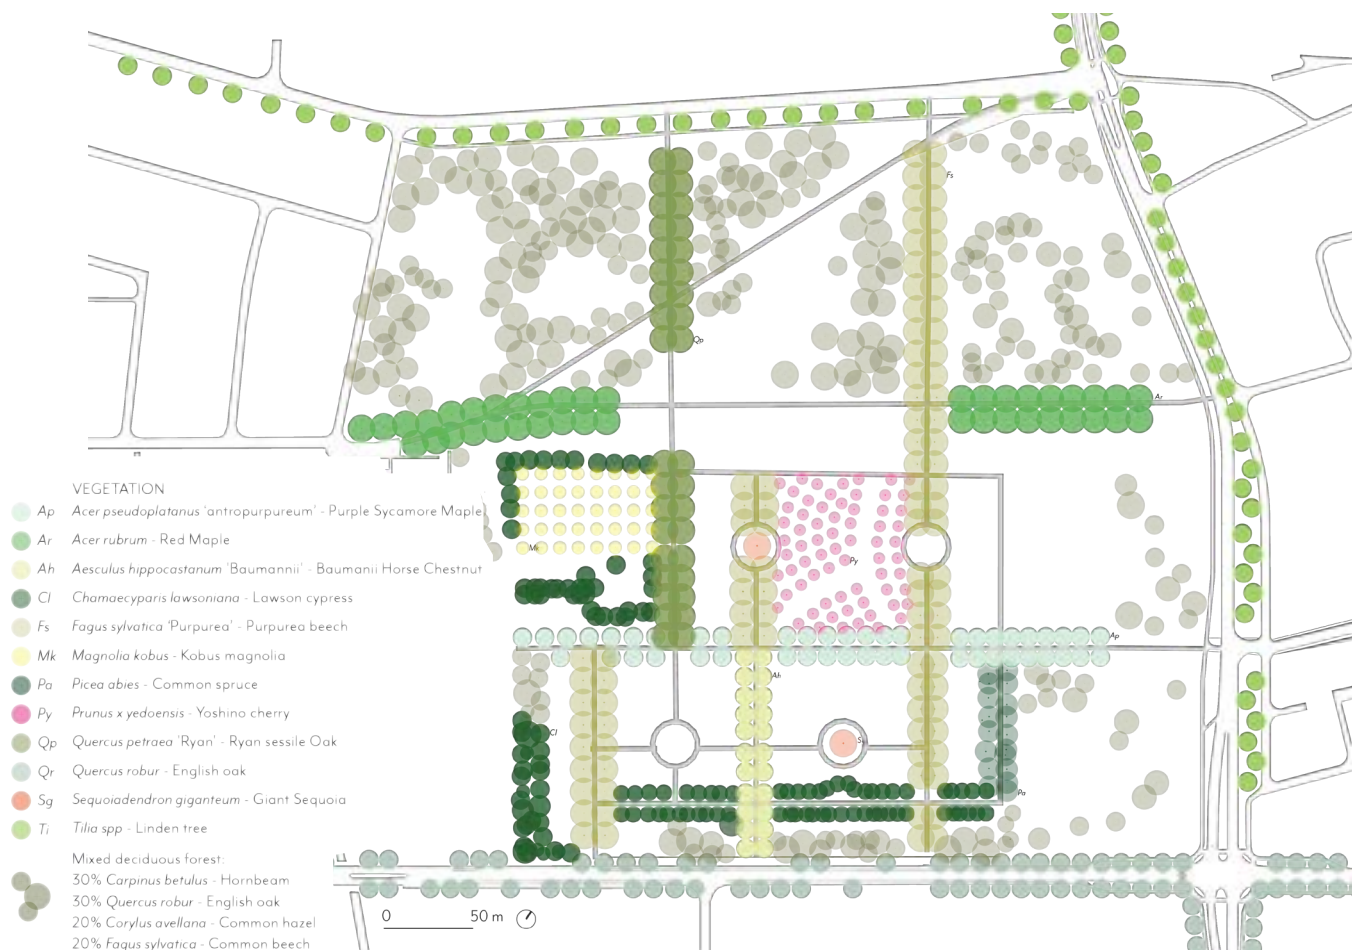 Fs
Qp
Ar
VEGETATION
Ap Acer pseudoplatanus 'antropurpureum' - Purple Sycamore Maple
Ar Acer rubrum - Red Maple
Ah Aesculus hippocastanum 'Baumannii' - Baumanii Horse Chestnut
Cl Chamaecyparis lawsoniana - Lawson cypress
Fs Fagus sylvatica 'Purpurea' - Purpurea beech
Mk Magnolia kobus - Kobus magnolia
Pa Picea abies - Common spruce
Py Prunus x yedoensis - Yoshino cherry
Qp Quercus petraea 'Ryan' - Ryan sessile Oak
Qr Quercus robur - English oak
Sg Sequoiadendron giganteum - Giant Sequoia
Ti Tilia spp - Linden tree
Mixed deciduous forest:
30% Carpinus betulus - Hornbeam
30% Quercus robur - English oak
20% Corylus avellana - Common hazel
20% Fagus sylvatica - Common beech
Mk
Py
Ap
Ah
Cl
Sg
Pa
0 50 m